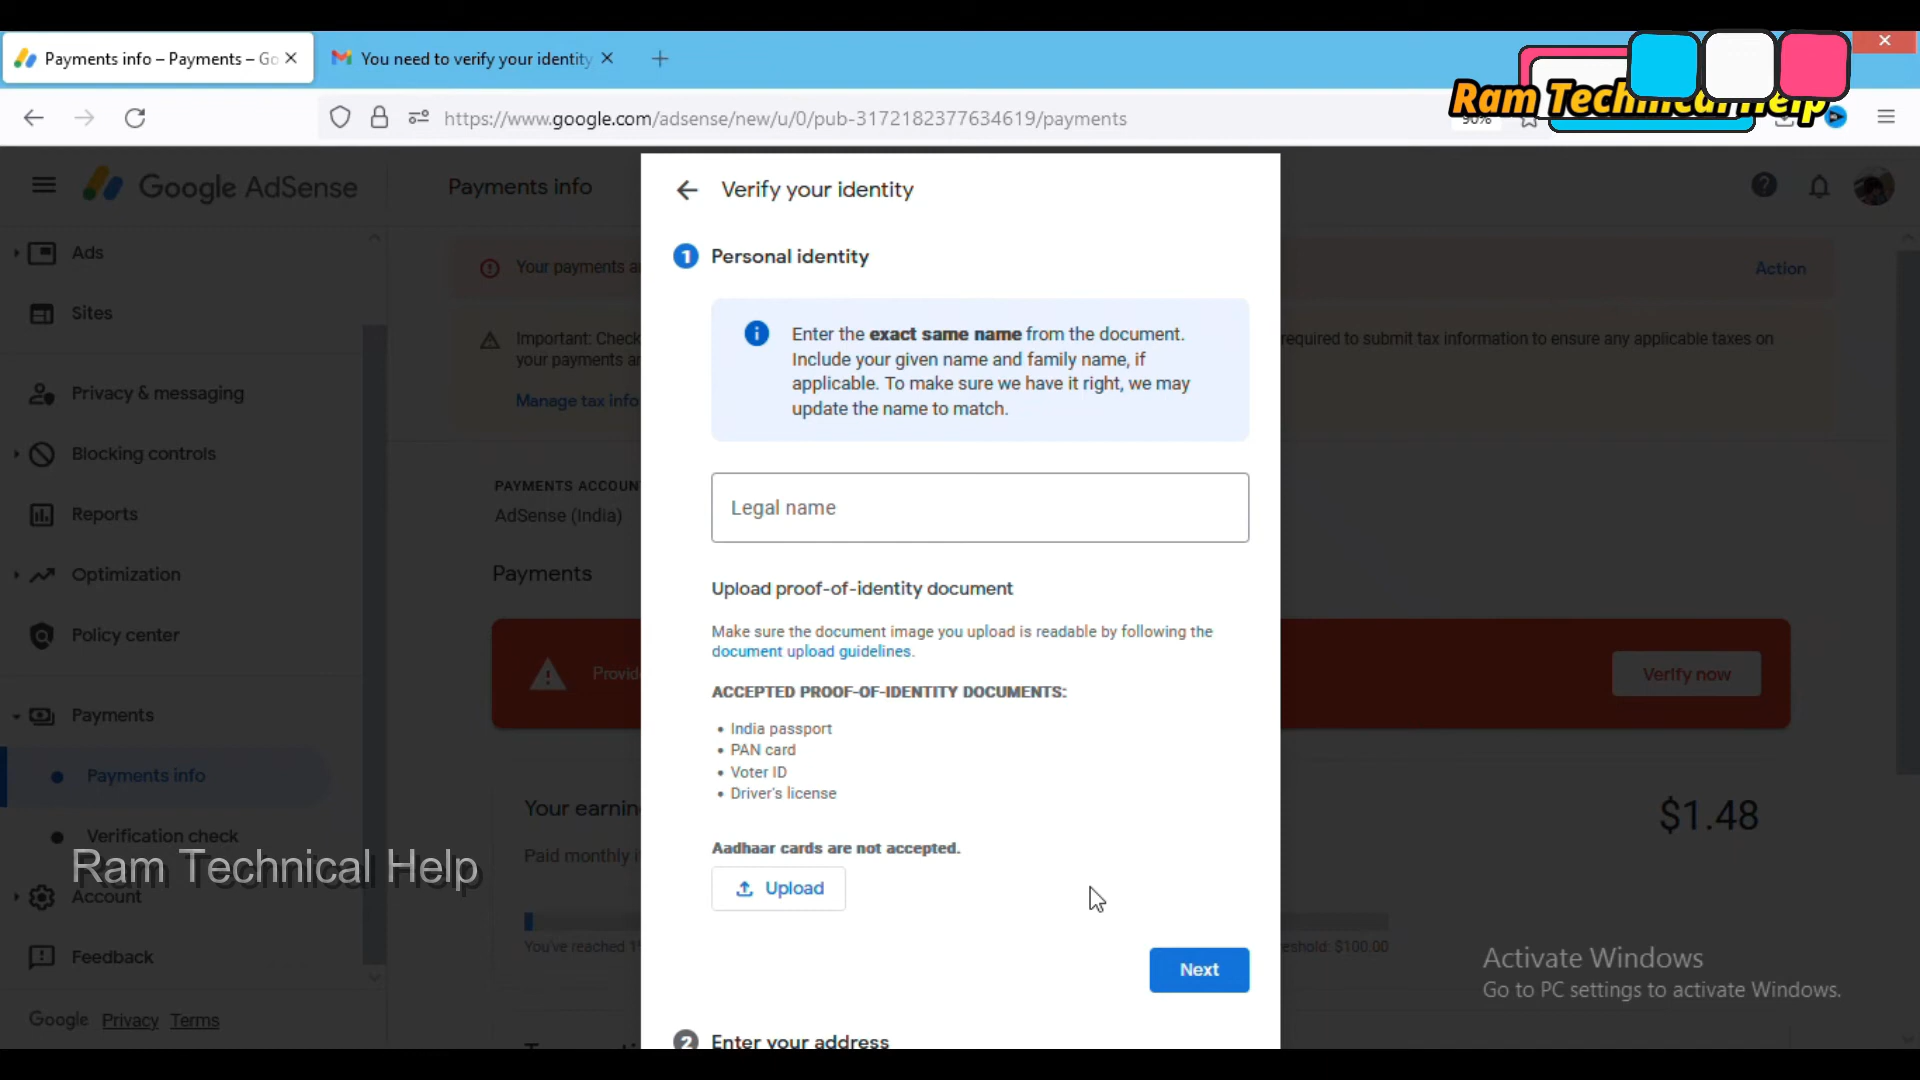 Payments info – Payments – Go
You need to verify your identity
Ram Technical Help
https://www.google.com/adsense/new/u/0/pub-3172182377634619/payments
90%
Google AdSense
Payments info
Verify your identity
Ads
Sites
Privacy & messaging
Blocking controls
Reports
Optimization
Policy center
Payments
Payments info
Verification check
Ram Technical Help
Account
Feedback
Google Privacy Terms
Your payments
Action
Important: Check
required to submit tax information to ensure any applicable taxes on
your payments
Manage tax info
PAYMENTS ACCOUN
AdSense (India)
Payments
Verify now
Your earnin
$1.48
Paid monthly
You've reached
$100.00
1 Personal identity
Enter the exact same name from the document.
Include your given name and family name, if
applicable. To make sure we have it right, we may
update the name to match.
Legal name
Upload proof-of-identity document
Make sure the document image you upload is readable by following the
document upload guidelines.
ACCEPTED PROOF-OF-IDENTITY DOCUMENTS:
• India passport
• PAN card
• Voter ID
• Driver's license
Aadhaar cards are not accepted.
Upload
Next
2 Enter your address
Activate Windows
Go to PC settings to activate Windows.